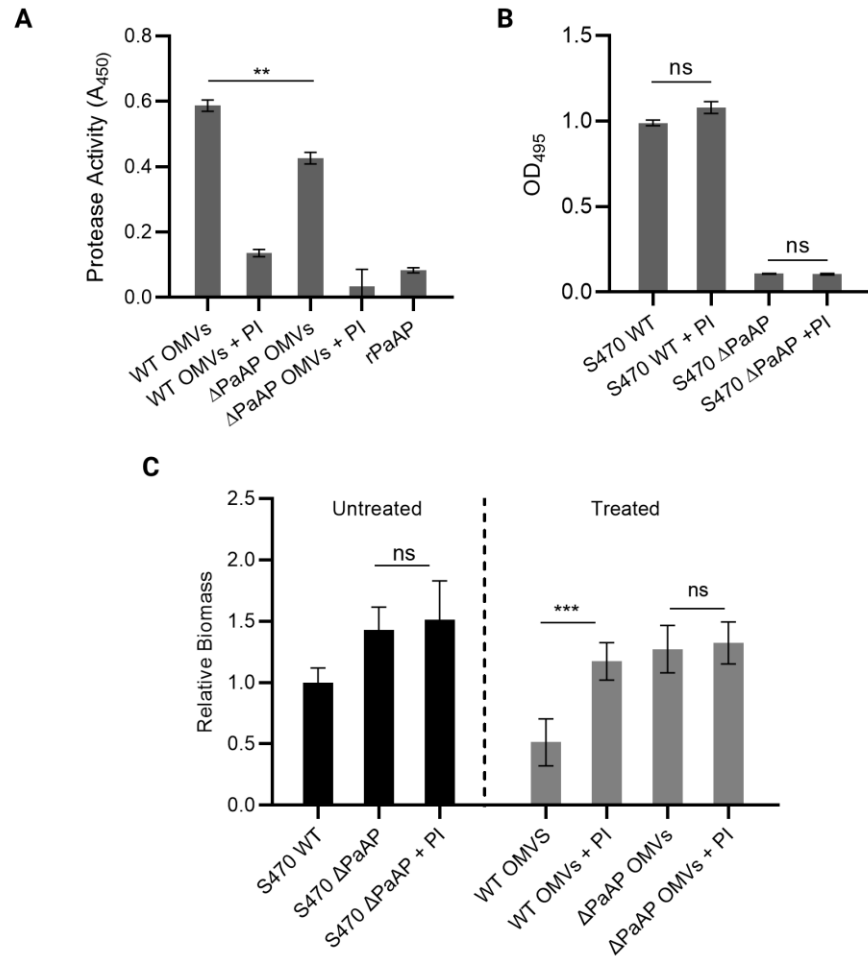 A
Protease Activity (A450)
0.6
0.4
0.2
0.0
**
WT OMVs
WT OMVs + PI
ΔPaAP OMVs
ΔPaAP OMVs + PI
rPaAP
B
OD495
1.5
1.0
0.5
0.0
ns
ns
S470 WT
S470 WT + PI
S470 ΔPaAP
S470 ΔPaAP +PI
C
Relative Biomass
2.5
2.0
1.5
1.0
0.5
0.0
Untreated
Treated
ns
***
ns
S470 WT
S470 ΔPaAP
S470 ΔPaAP + PI
WT OMVS
WT OMVs + PI
ΔPaAP OMVs
ΔPaAP OMVs + PI